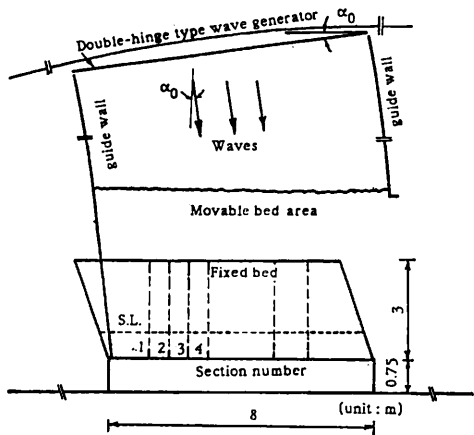 Double-hinge type wave generator
α0
α0
guide wall
guide wall
Waves
Movable bed area
Fixed bed
S.L.
.1 2 3 4
3
Section number
0.75
8
(unit : m)